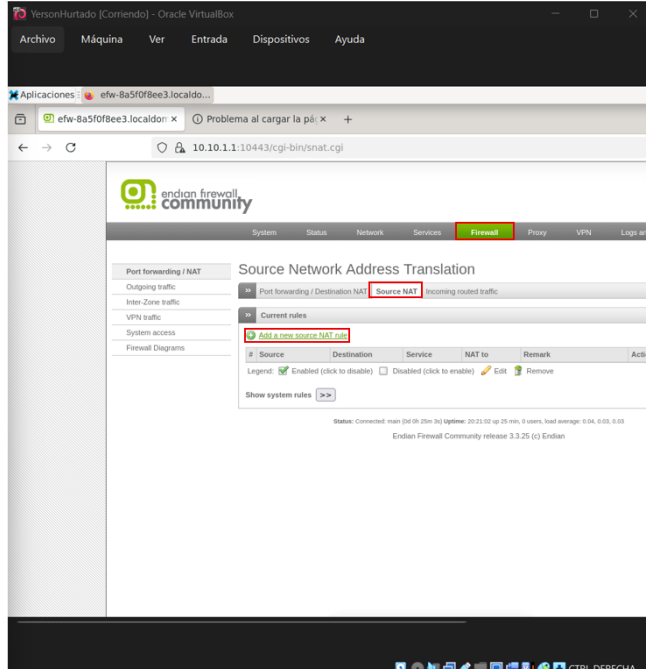 YersonHurtado [Corriendo] - Oracle VirtualBox
Archivo Máquina Ver Entrada Dispositivos Ayuda
Aplicaciones efw-8a5f0f8ee3.localdo...
efw-8a5f0f8ee3.localdom Problema al cargar la pág
10.10.1.1:10443/cgi-bin/snat.cgi
endian firewall
community
System Status Network Services Firewall Proxy VPN Logs an
Port forwarding / NAT
Outgoing traffic
Inter-Zone traffic
VPN traffic
System access
Firewall Diagrams
Source Network Address Translation
Port forwarding / Destination NAT Source NAT Incoming routed traffic
Current rules
Add a new source NAT rule
# Source Destination Service NAT to Remark Acti
Legend: Enabled (click to disable) Disabled (click to enable) Edit Remove
Show system rules >>
Status: Connected: main (0d 0h 25m 3s) Uptime: 20:21:02 up 25 min, 0 users, load average: 0.04, 0.03, 0.03
Endian Firewall Community release 3.3.25 (c) Endian
CTRL DERECHA